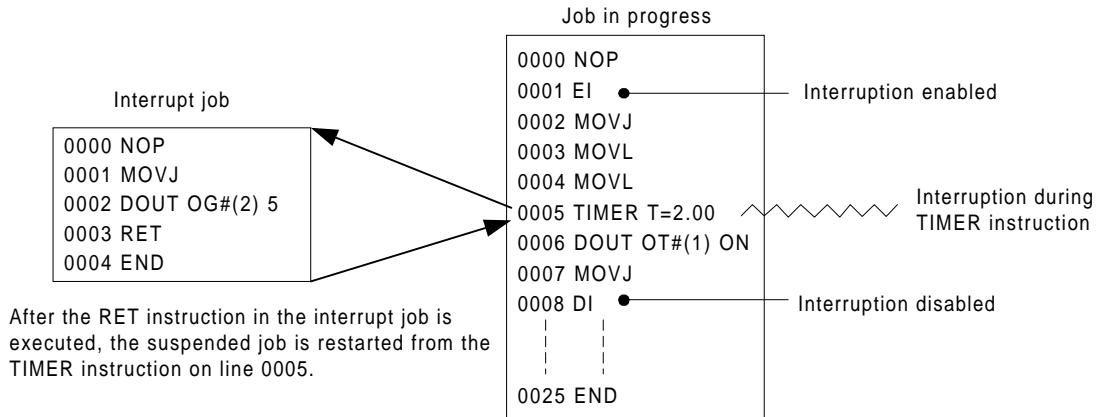 Job in progress
0000 NOP
0001 EI
0002 MOVJ
0003 MOVL
0004 MOVL
0005 TIMER T=2.00
0006 DOUT OT#(1) ON
0007 MOVJ
0008 DI
0025 END
Interruption enabled
Interruption during
TIMER instruction
Interruption disabled
Interrupt job
0000 NOP
0001 MOVJ
0002 DOUT OG#(2) 5
0003 RET
0004 END
After the RET instruction in the interrupt job is
executed, the suspended job is restarted from the
TIMER instruction on line 0005.